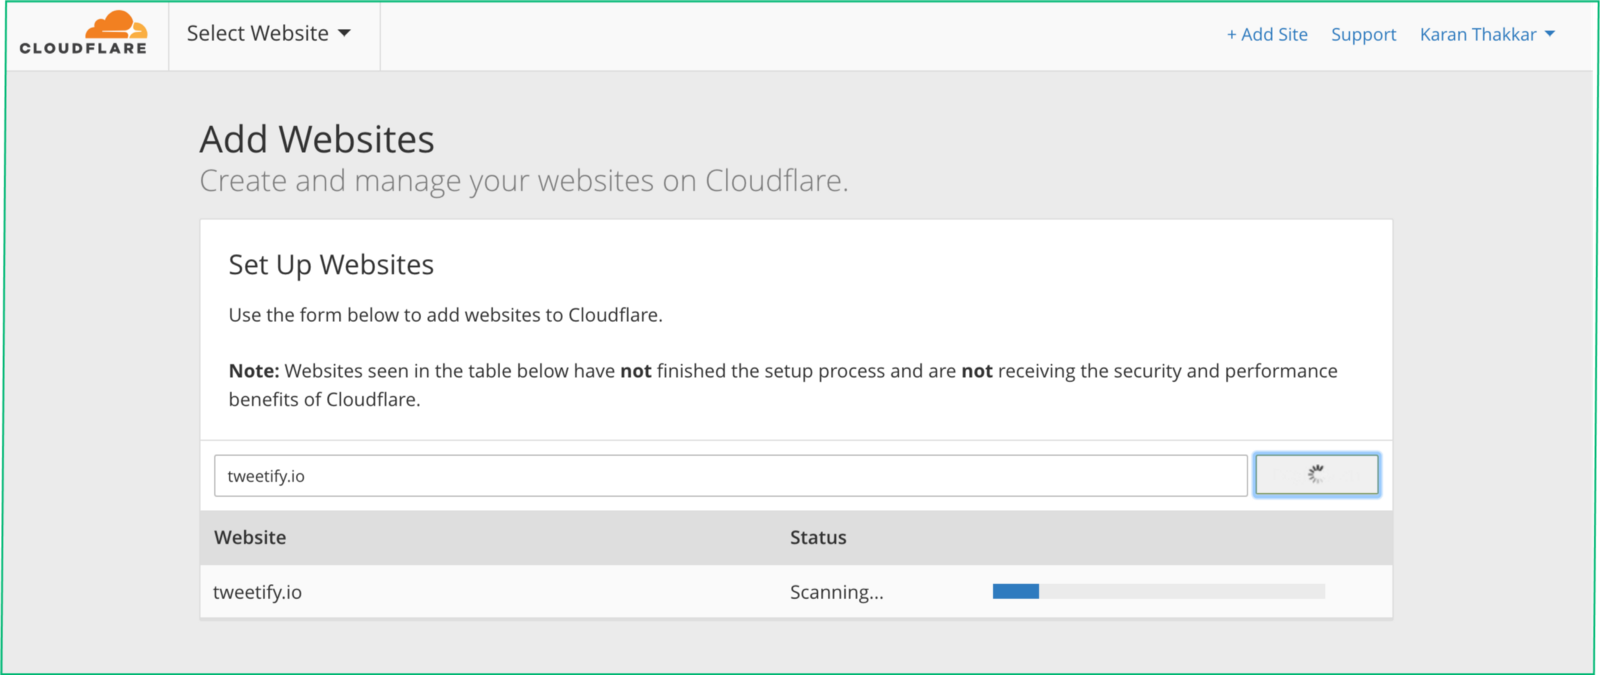 CLOUDFLARE
Select Website
+ Add Site
Support
Karan Thakkar
Add Websites
Create and manage your websites on Cloudflare.
Set Up Websites
Use the form below to add websites to Cloudflare.
Note: Websites seen in the table below have not finished the setup process and are not receiving the security and performance
benefits of Cloudflare.
tweetify.io
Website Status
tweetify.io Scanning...